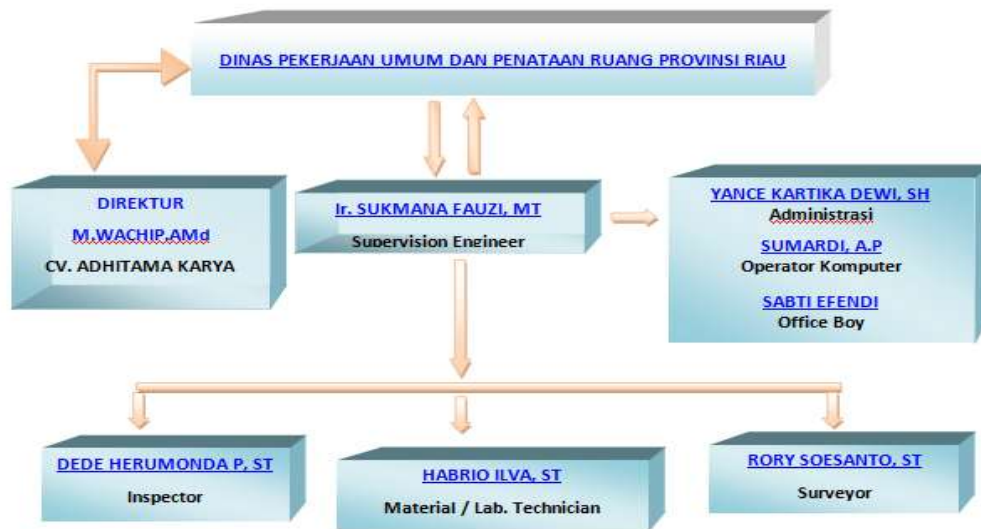 DINAS PEKERJAAN UMUM DAN PENATAAN RUANG PROVINSI RIAU
DIREKTUR
M.WACHIP,AMd
CV. ADHITAMA KARYA
Ir. SUKMANA FAUZI, MT
Supervision Engineer
YANCE KARTIKA DEWI, SH
Administrasi
SUMARDI, A.P
Operator Komputer
SABTI EFENDI
Office Boy
DEDE HERUMONDA P, ST
Inspector
HABRIO ILVA, ST
Material / Lab. Technician
RORY SOESANTO, ST
Surveyor